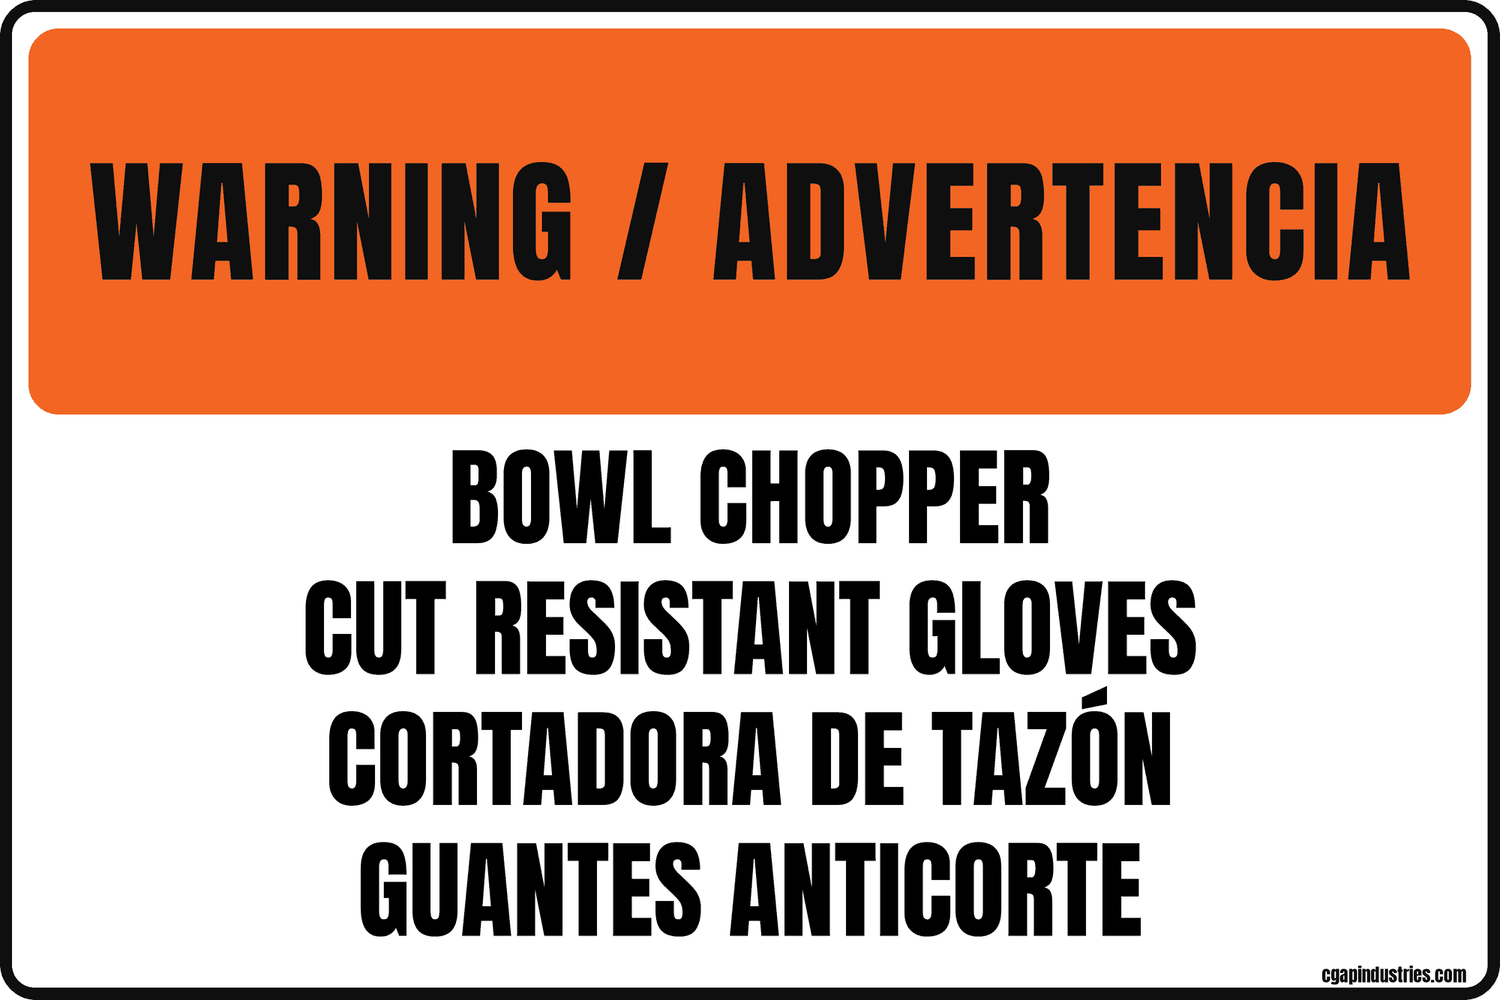 WARNING / ADVERTENCIA
BOWL CHOPPER
CUT RESISTANT GLOVES
CORTADORA DE TAZÓN
GUANTES ANTICORTE
cgapindustries.com